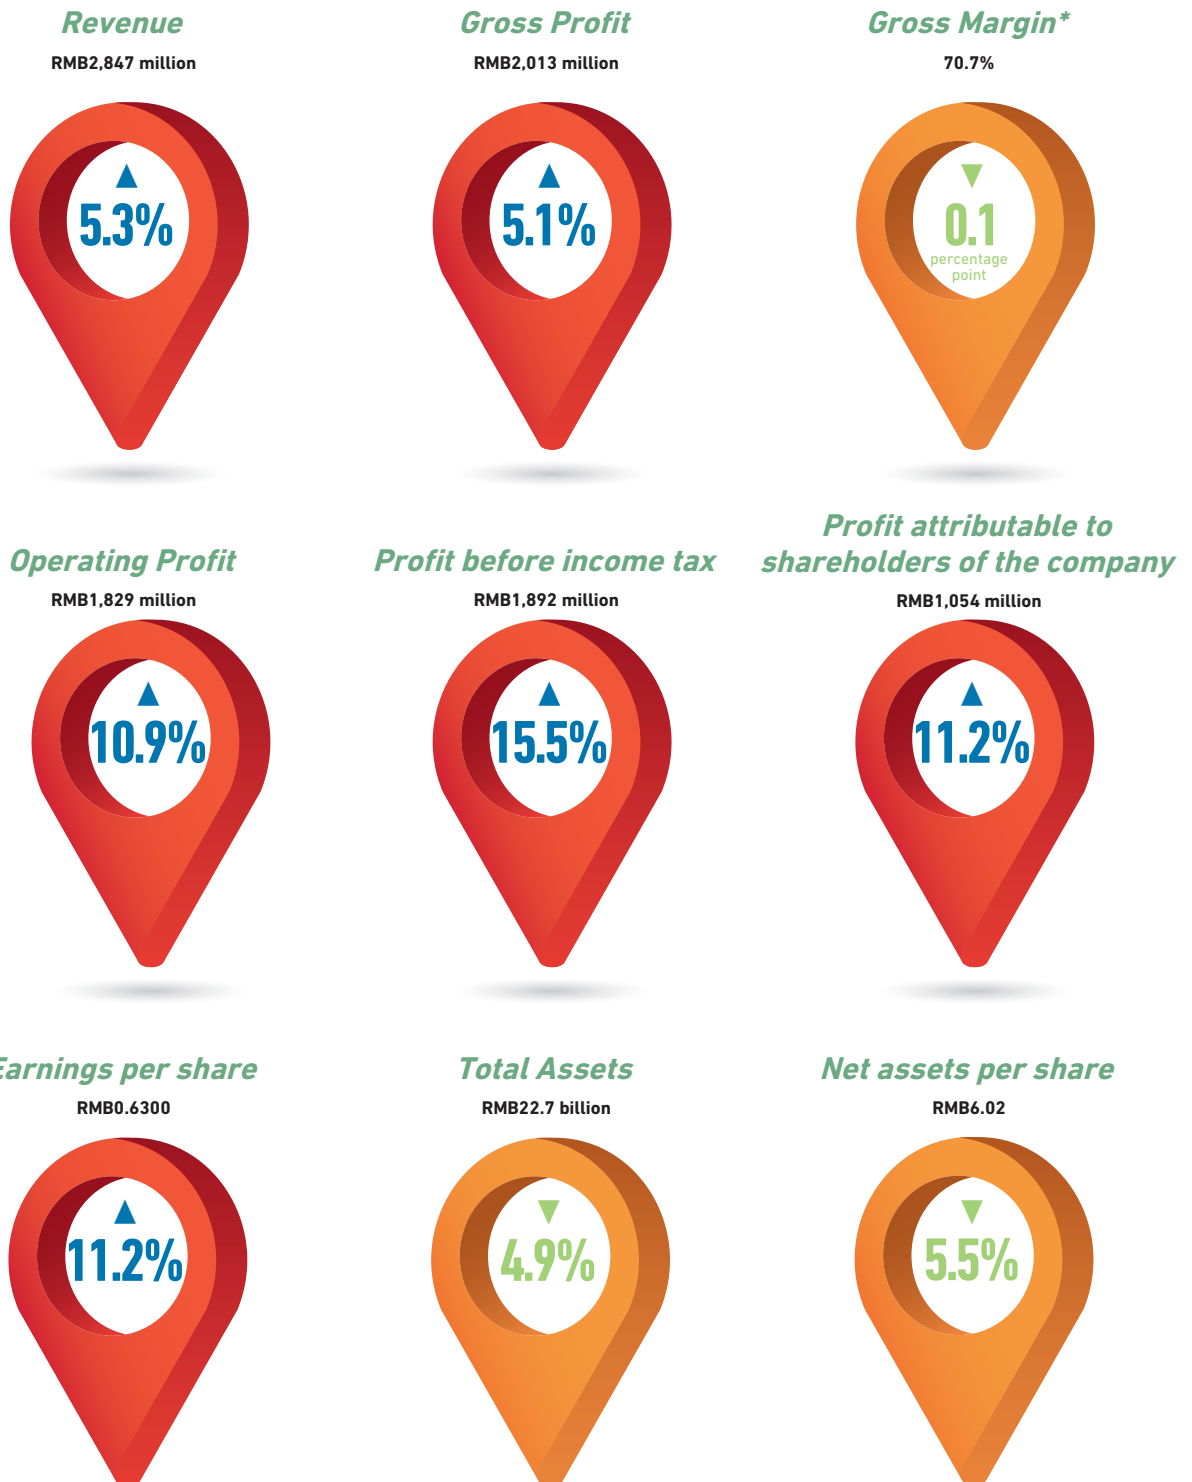 Revenue
RMB2,847 million
▲
5.3%
Gross Profit
RMB2,013 million
▲
5.1%
Gross Margin*
70.7%
▼
0.1
percentage
point
Operating Profit
RMB1,829 million
▲
10.9%
Profit before income tax
RMB1,892 million
▲
15.5%
Profit attributable to
shareholders of the company
RMB1,054 million
▲
11.2%
Earnings per share
RMB0.6300
▲
11.2%
Total Assets
RMB22.7 billion
▼
4.9%
Net assets per share
RMB6.02
▼
5.5%